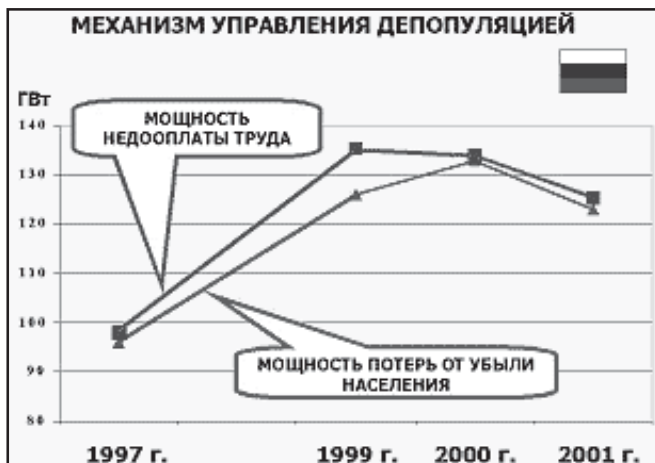 МЕХАНИЗМ УПРАВЛЕНИЯ ДЕПОПУЛЯЦИЕЙ
ГВт
МОЩНОСТЬ
НЕДООПЛАТЫ ТРУДА
140
130
120
110
100
90
80
МОЩНОСТЬ ПОТЕРЬ ОТ УБЫЛИ
НАСЕЛЕНИЯ
1997 г. 1999 г. 2000 г. 2001 г.